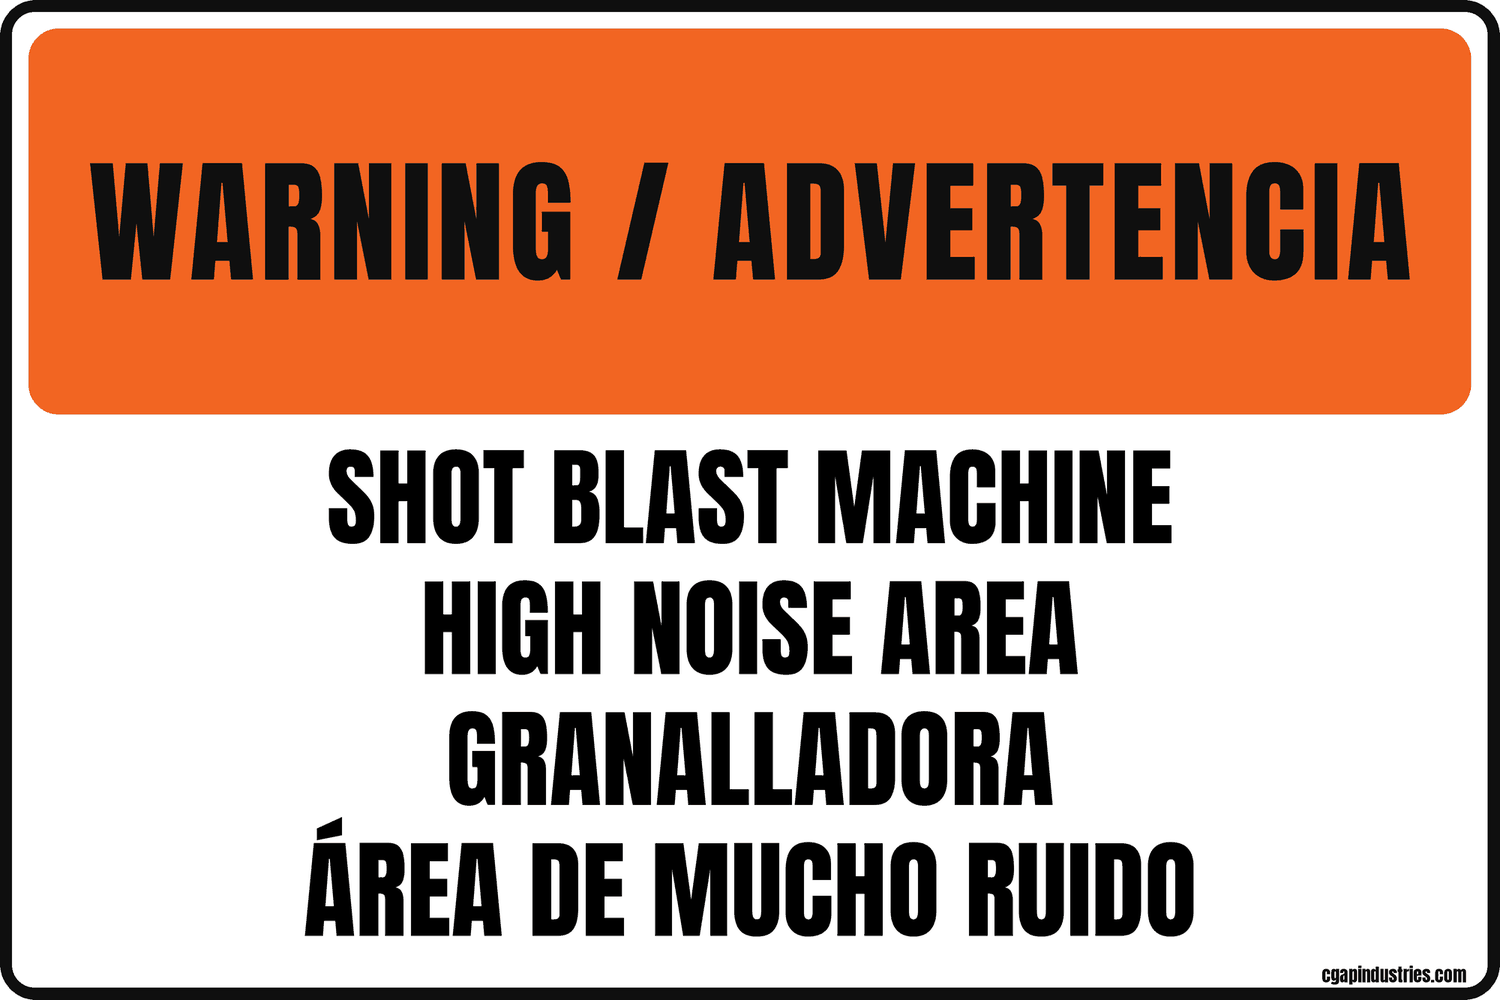 WARNING / ADVERTENCIA
SHOT BLAST MACHINE
HIGH NOISE AREA
GRANALLADORA
ÁREA DE MUCHO RUIDO
cgapindustries.com